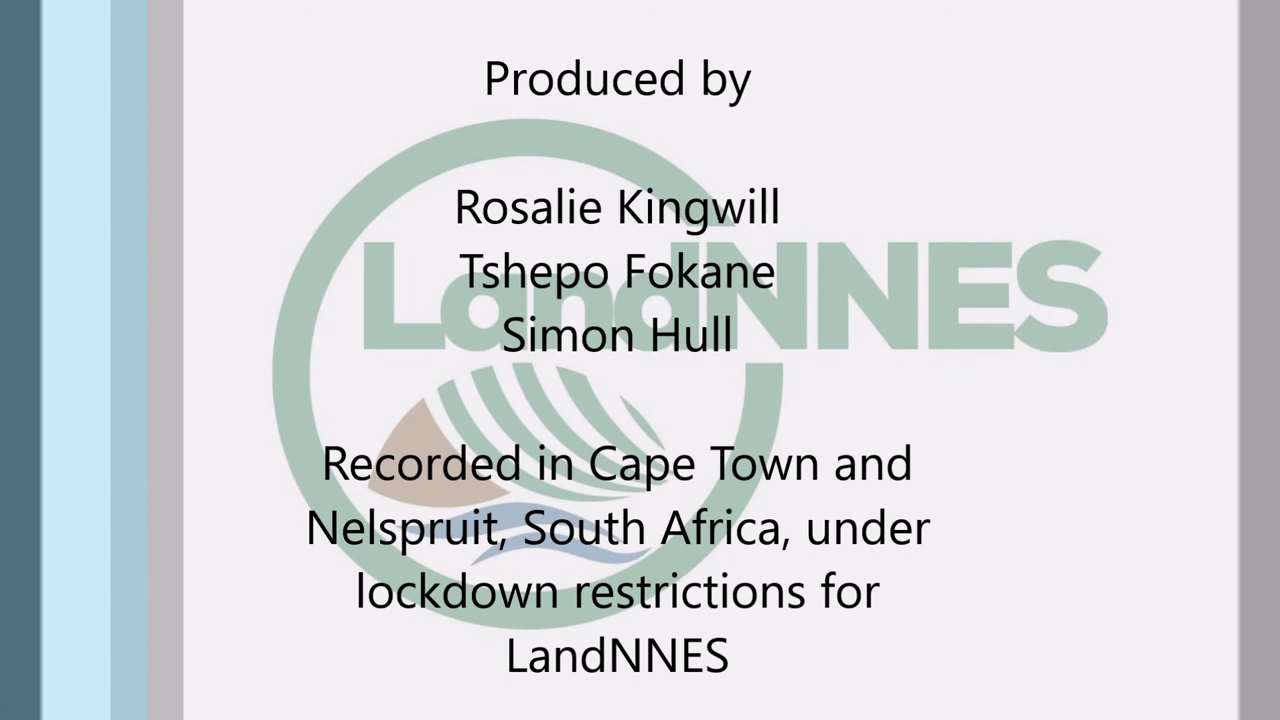 Produced by
Rosalie Kingwill
LandNNES
Tshepo Fokane
Simon Hull
Recorded in Cape Town and
Nelspruit, South Africa, under
lockdown restrictions for
LandNNES